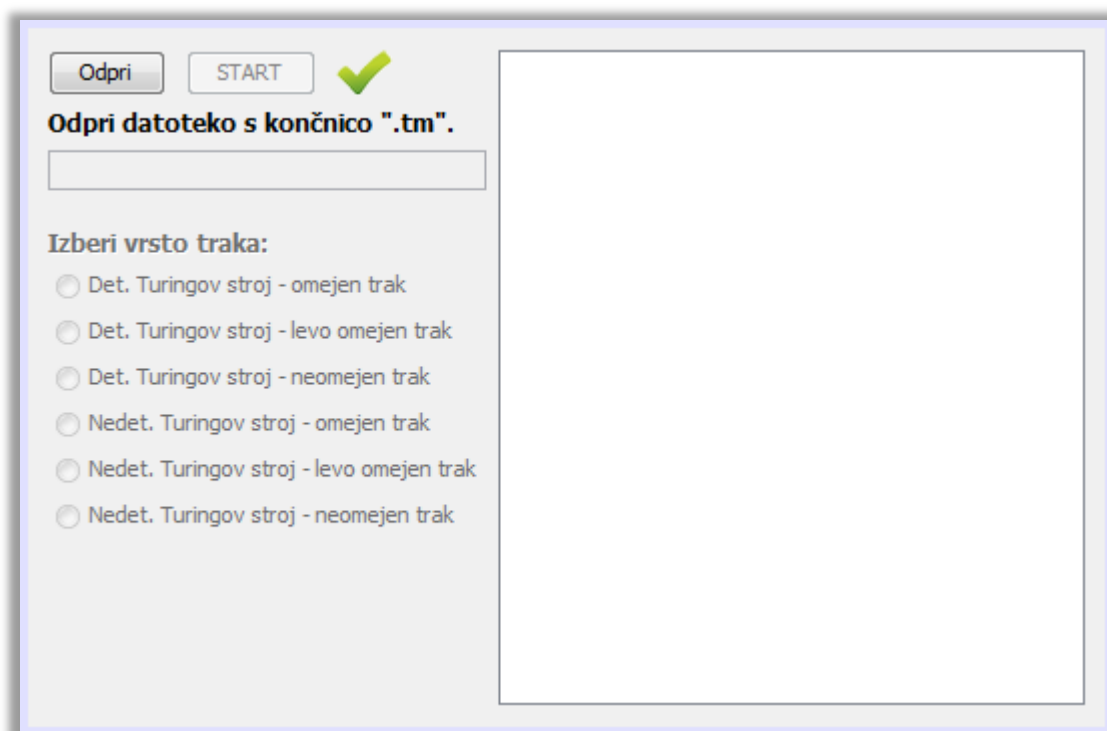 Odpri START
Odpri datoteko s končnico ".tm".
Izberi vrsto traka:
Det. Turingov stroj - omejen trak
Det. Turingov stroj - levo omejen trak
Det. Turingov stroj - neomejen trak
Nedet. Turingov stroj - omejen trak
Nedet. Turingov stroj - levo omejen trak
Nedet. Turingov stroj - neomejen trak